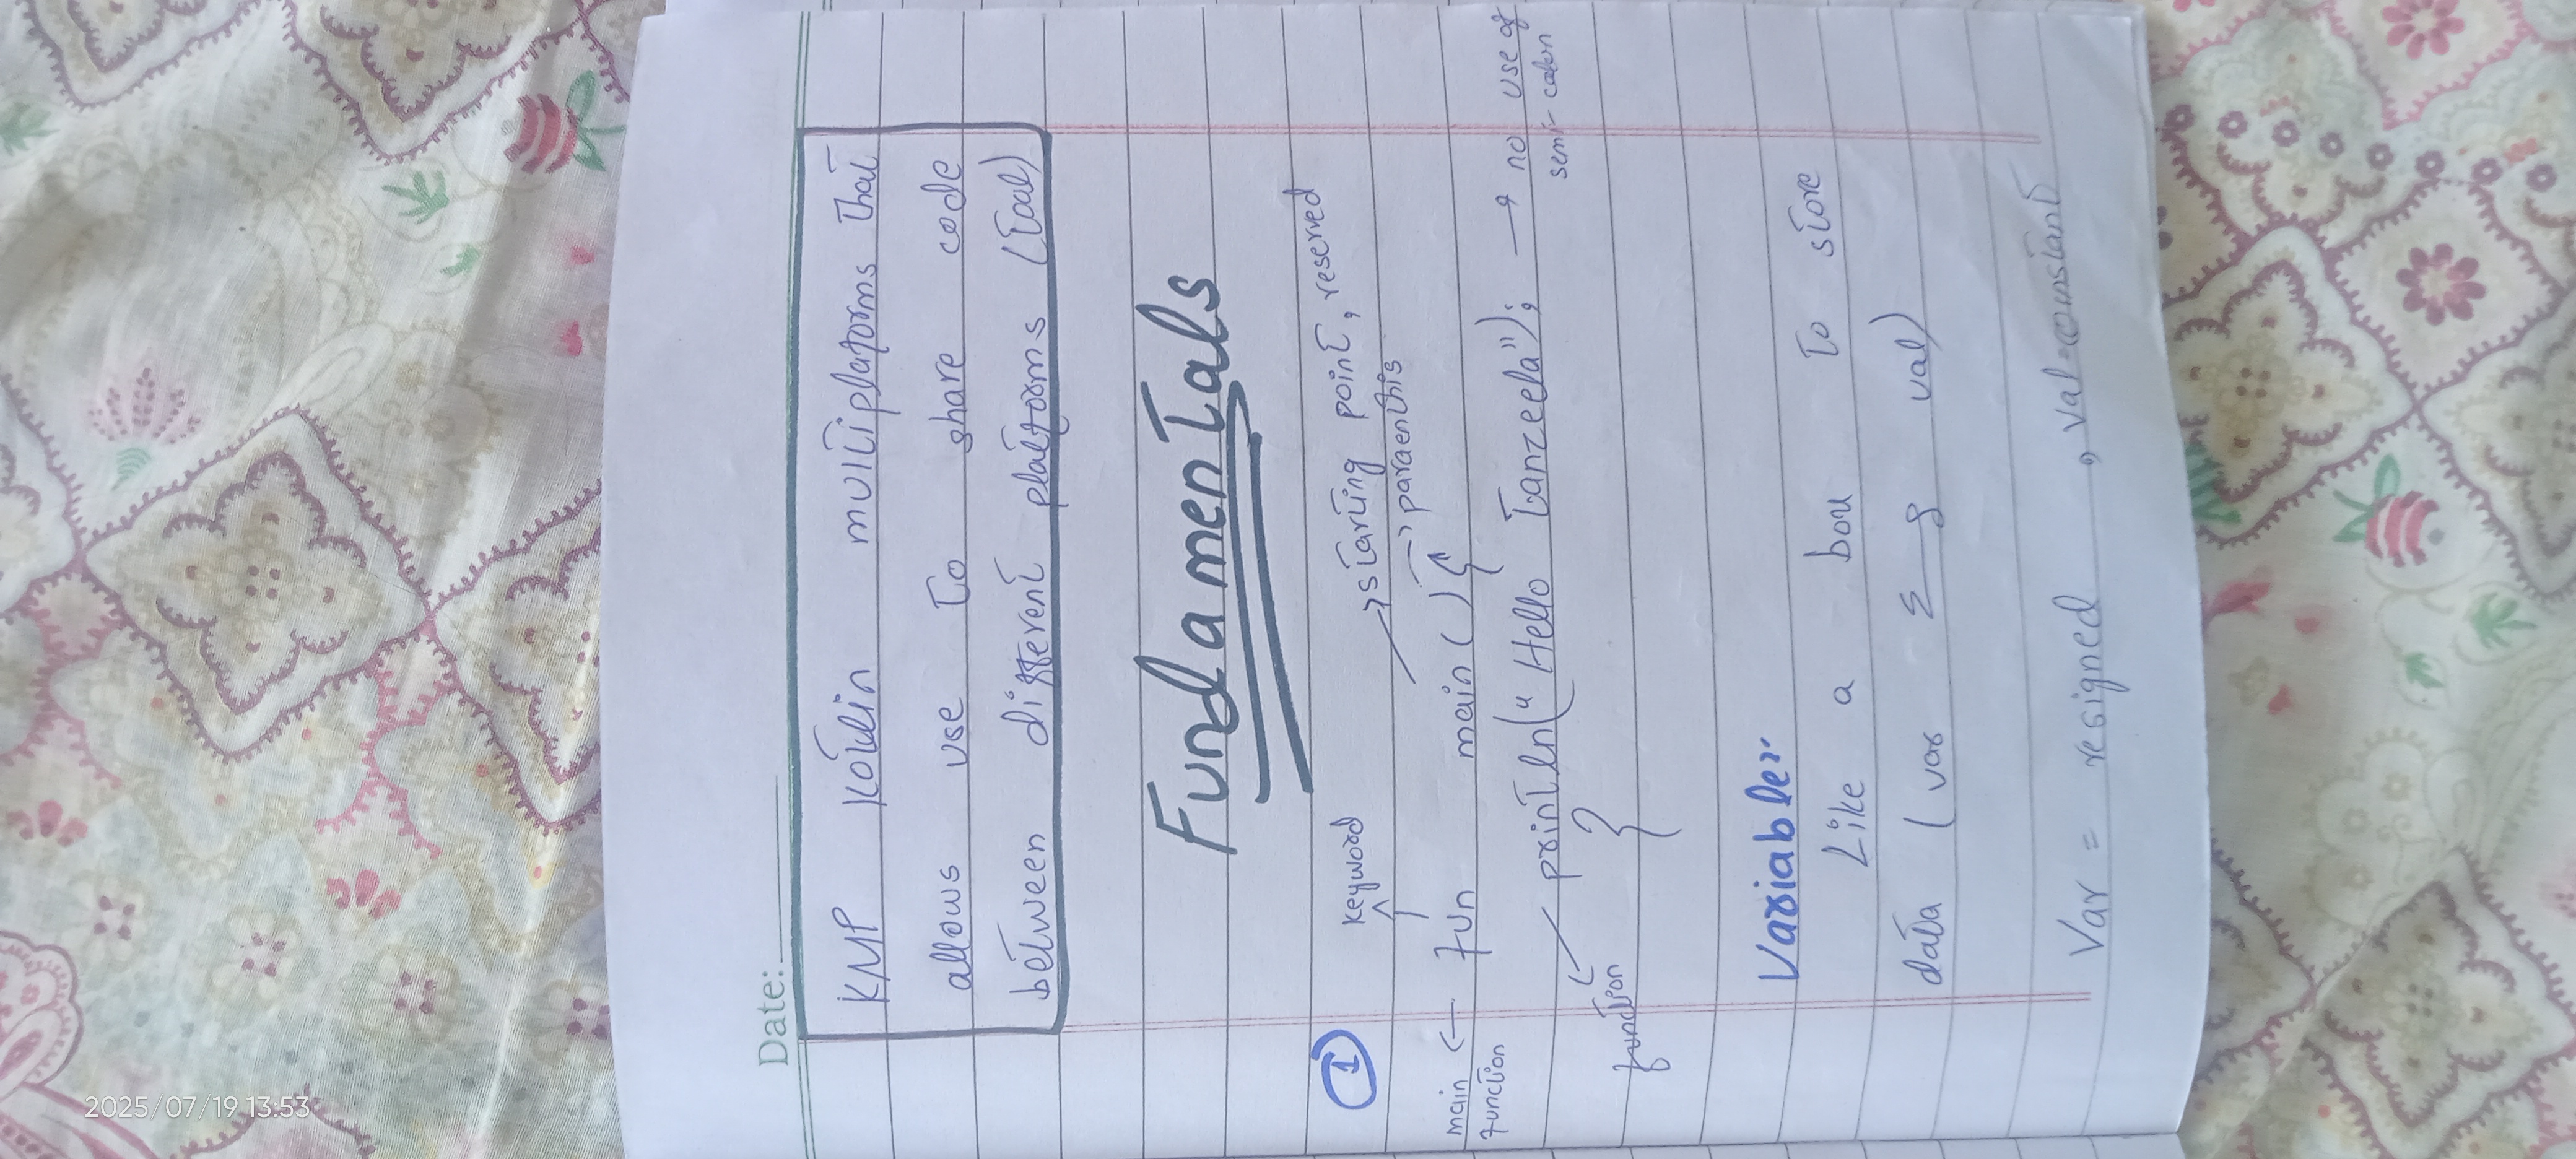 2025/07/19 13:53
Date:
KMP Kotlin multiplatorms that
allows use to share code
between different platforms (Tool)
Fundamentals
1
keyword
starting point, reserved
paraenthis
main function
fun main() {
println("Hello Tanzeela"); → no use of semi-colon
function
}
Variable:-
Like a box to store
data (var & val)
Var = resigned , val = constant